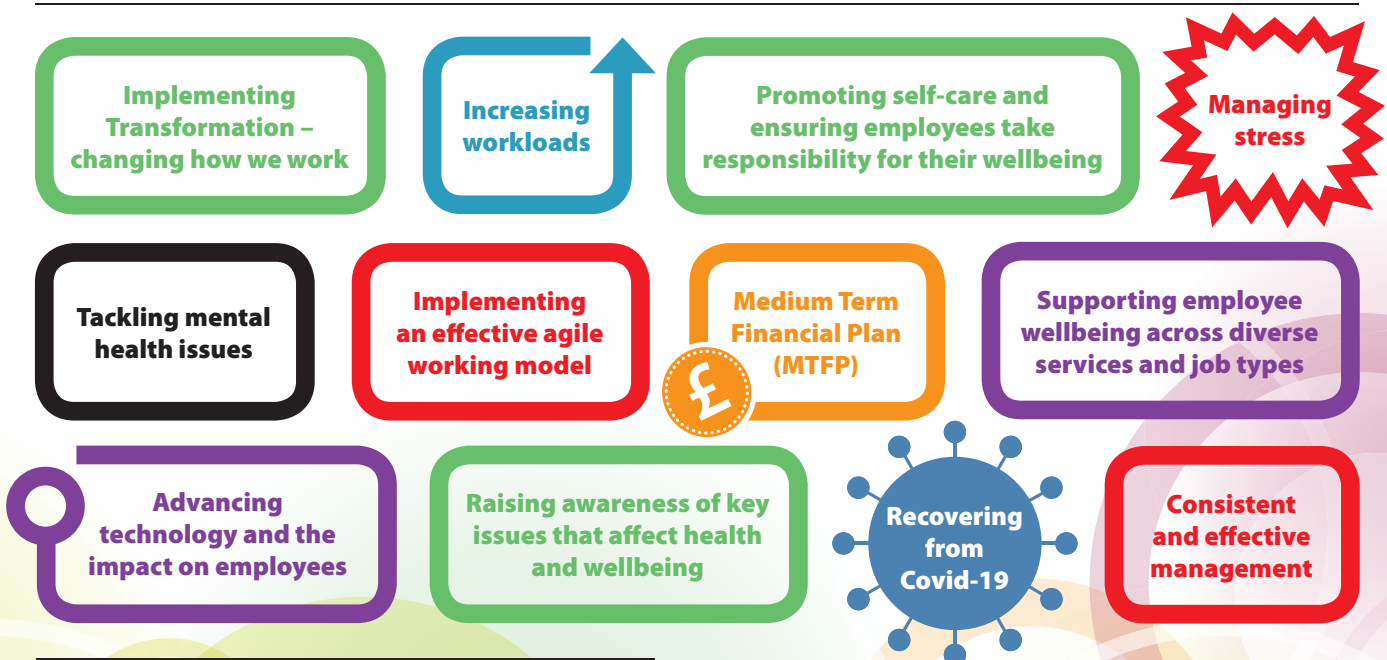 Implementing
Transformation –
changing how we work
Increasing
workloads
Promoting self-care and
ensuring employees take
responsibility for their wellbeing
Managing
stress
Tackling mental
health issues
Implementing
an effective agile
working model
Medium Term
Financial Plan
(MTFP)
£
Supporting employee
wellbeing across diverse
services and job types
Advancing
technology and the
impact on employees
Raising awareness of key
issues that affect health
and wellbeing
Recovering
from
Covid-19
Consistent
and effective
management